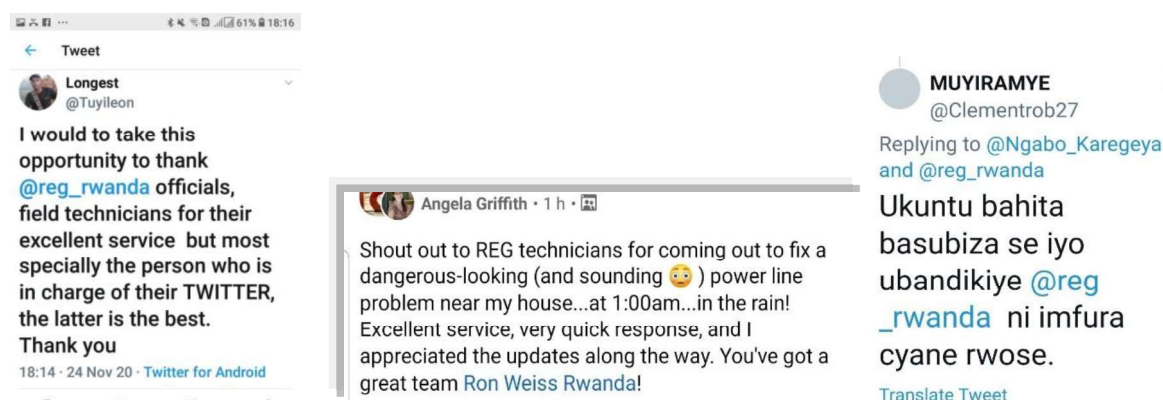 61% 18:16
Tweet
Longest
@Tuyileon
I would to take this
opportunity to thank
@reg_rwanda officials,
field technicians for their
excellent service but most
specially the person who is
in charge of their TWITTER,
the latter is the best.
Thank you
18:14 · 24 Nov 20 · Twitter for Android
Angela Griffith · 1 h ·
Shout out to REG technicians for coming out to fix a
dangerous-looking (and sounding 😳 ) power line
problem near my house...at 1:00am...in the rain!
Excellent service, very quick response, and I
appreciated the updates along the way. You've got a
great team Ron Weiss Rwanda!
MUYIRAMYE
@Clementrob27
Replying to @Ngabo_Karegeya
and @reg_rwanda
Ukuntu bahita
basubiza se iyo
ubandikiye @reg
_rwanda ni imfura
cyane rwose.
Translate Tweet